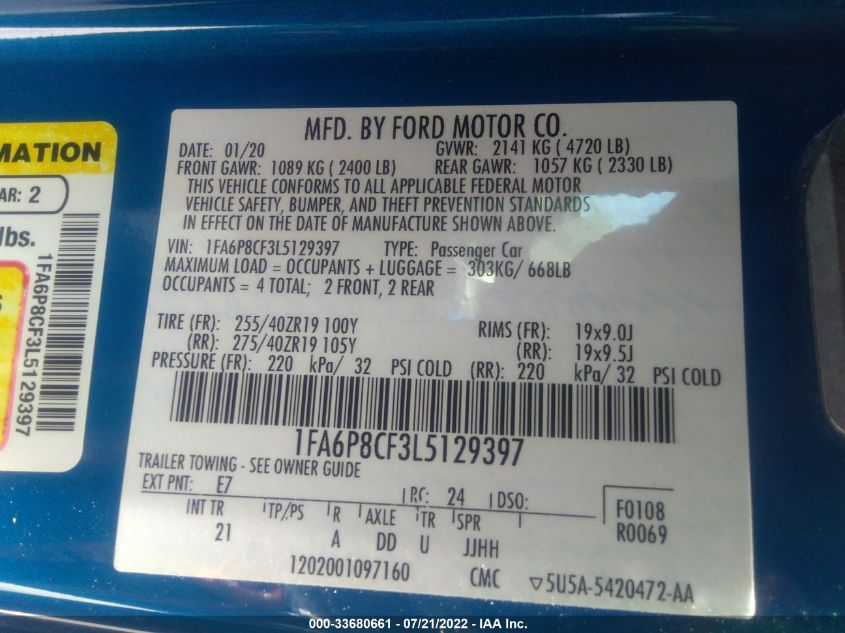 MATION
AR: 2
lbs.
1FA6P8CF3L5129397
MFD. BY FORD MOTOR CO.
DATE: 01/20 GVWR: 2141 KG ( 4720 LB)
FRONT GAWR: 1089 KG ( 2400 LB) REAR GAWR: 1057 KG ( 2330 LB)
THIS VEHICLE CONFORMS TO ALL APPLICABLE FEDERAL MOTOR
VEHICLE SAFETY, BUMPER, AND THEFT PREVENTION STANDARDS
IN EFFECT ON THE DATE OF MANUFACTURE SHOWN ABOVE.
VIN: 1FA6P8CF3L5129397 TYPE: Passenger Car
MAXIMUM LOAD = OCCUPANTS + LUGGAGE = 303KG/ 668LB
OCCUPANTS = 4 TOTAL; 2 FRONT, 2 REAR
TIRE (FR): 255/40ZR19 100Y RIMS (FR): 19x9.0J
(RR): 275/40ZR19 105Y (RR): 19x9.5J
PRESSURE (FR): 220 kPa/ 32 PSI COLD (RR): 220 kPa/ 32 PSI COLD
1FA6P8CF3L5129397
TRAILER TOWING - SEE OWNER GUIDE
EXT PNT: E7 RC: 24 DSO: F0108
INT TR TP/PS R AXLE TR SPR R0069
21 A DD U JJHH
1202001097160 CMC ▽5U5A-5420472-AA
000-33680661 - 07/21/2022 - IAA Inc.